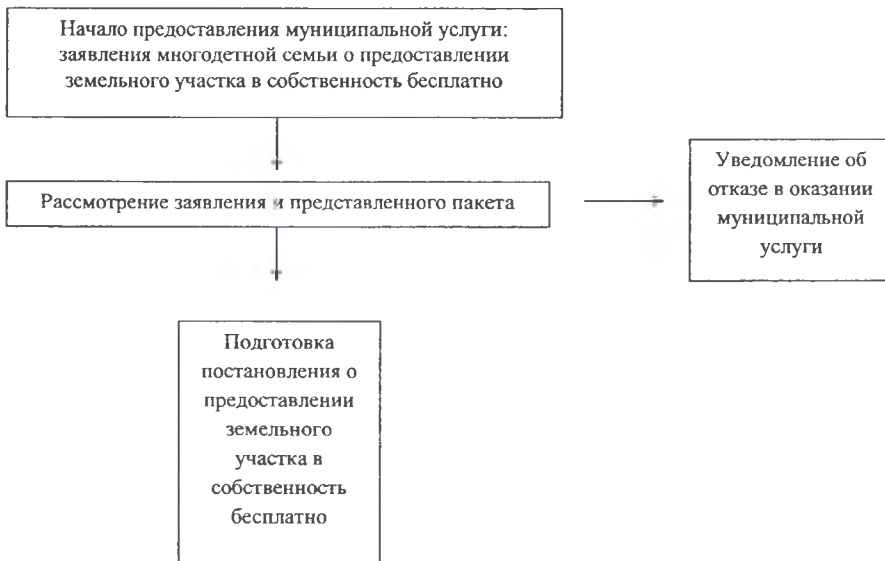 Начало предоставления муниципальной услуги:
заявления многодетной семьи о предоставлении
земельного участка в собственность бесплатно
Рассмотрение заявления и представленного пакета
Уведомление об
отказе в оказании
муниципальной
услуги
Подготовка
постановления о
предоставлении
земельного
участка в
собственность
бесплатно